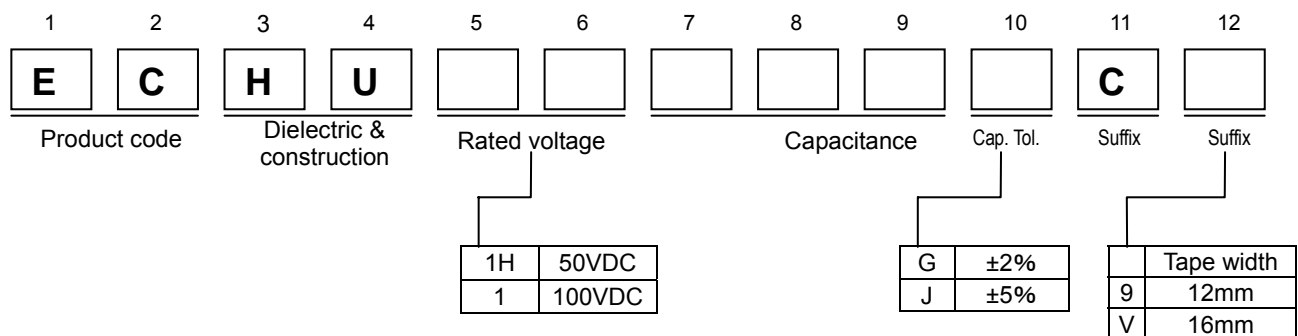 1 2 3 4 5 6 7 8 9 10 11 12
E C H U C
Product code Dielectric & construction Rated voltage Capacitance Cap. Tol. Suffix Suffix
1H 50VDC
1 100VDC
G ±2%
J ±5%
Tape width
9 12mm
V 16mm